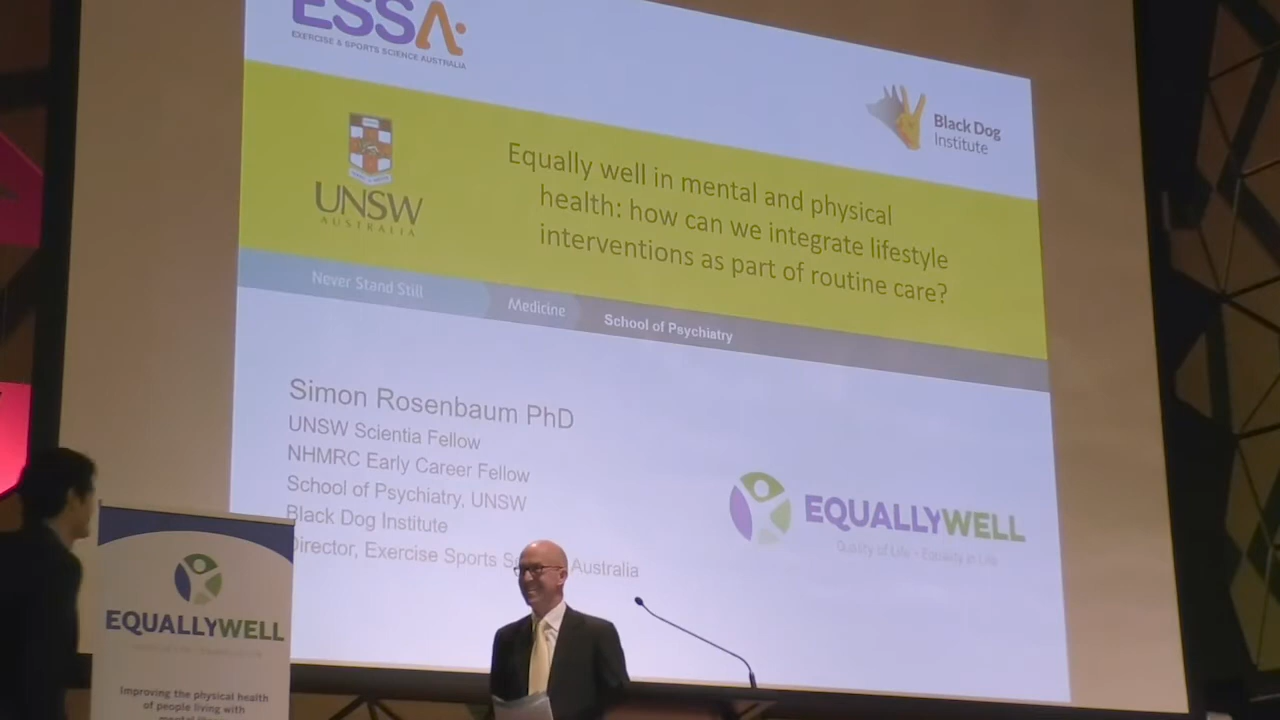 ESSA
EXERCISE & SPORTS SCIENCE AUSTRALIA
Black Dog
Institute
UNSW
AUSTRALIA
Equally well in mental and physical
health: how can we integrate lifestyle
interventions as part of routine care?
Never Stand Still
Medicine
School of Psychiatry
Simon Rosenbaum PhD
UNSW Scientia Fellow
NHMRC Early Career Fellow
School of Psychiatry, UNSW
Black Dog Institute
Director, Exercise Sports Australia
EQUALLYWELL
Quality of Life - Equality in Life
EQUALLYWELL
Improving the physical health
of people living with